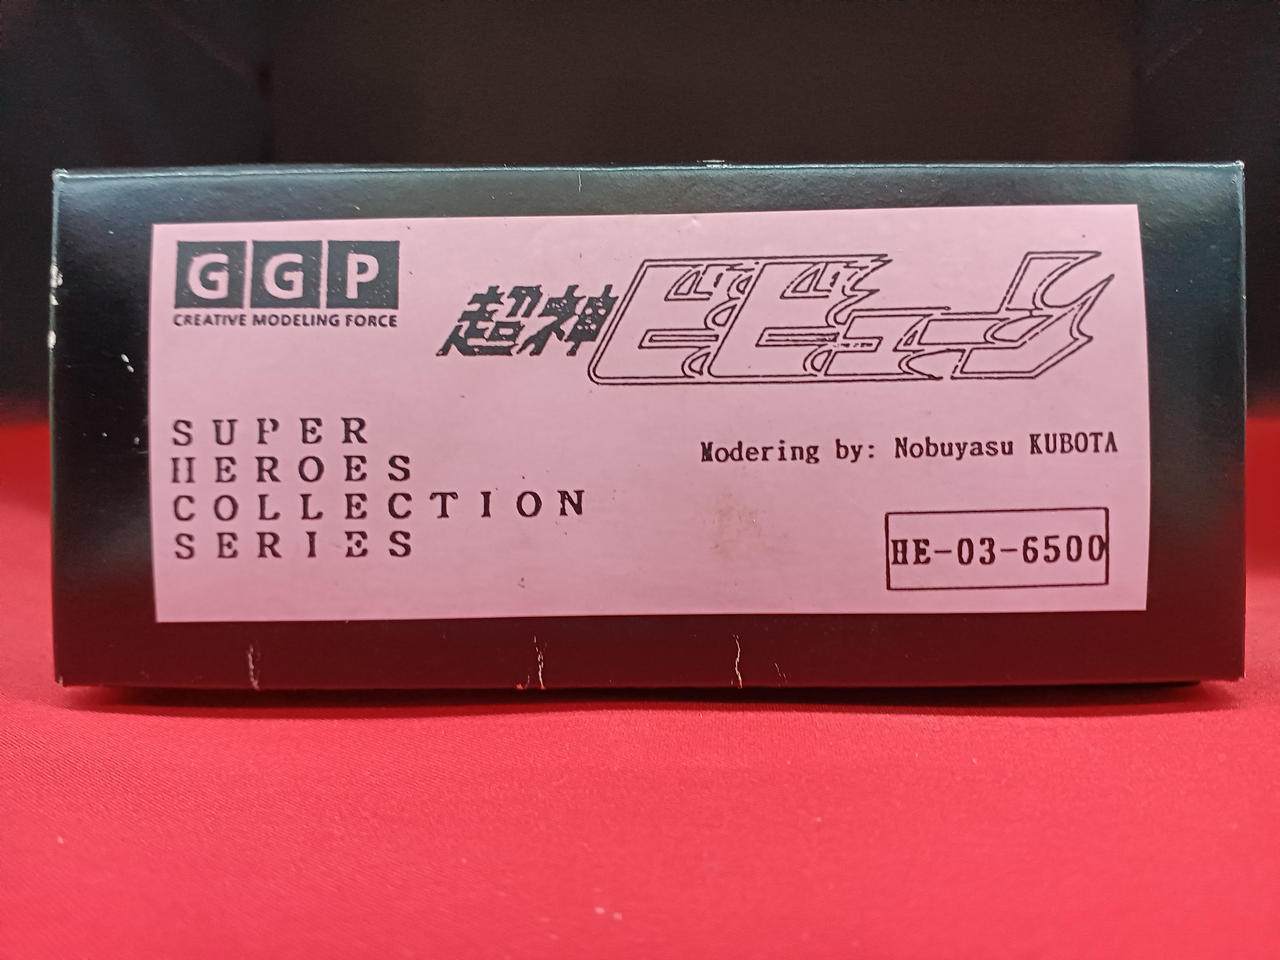 GGP
CREATIVE MODELING FORCE
超神ビビューン
SUPER
HEROES
COLLECTION
SERIES
Modering by: Nobuyasu KUBOTA
HE-03-6500